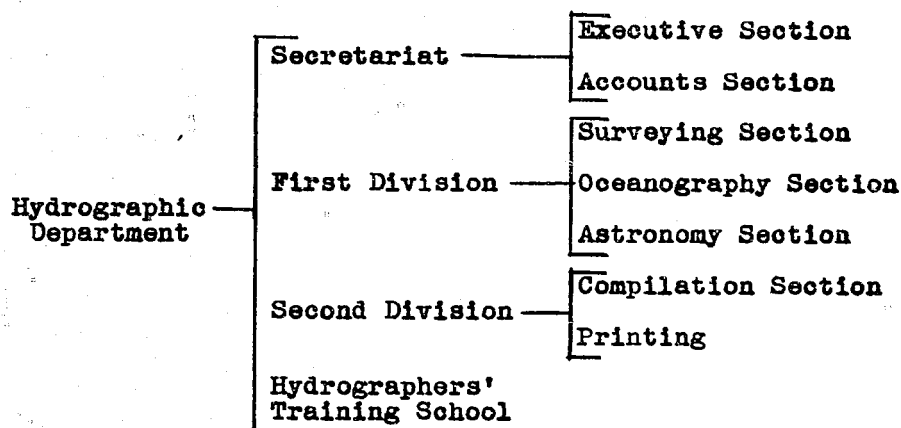 Hydrographic
Department
Secretariat
Executive Section
Accounts Section
First Division
Surveying Section
Oceanography Section
Astronomy Section
Second Division
Compilation Section
Printing
Hydrographers'
Training School